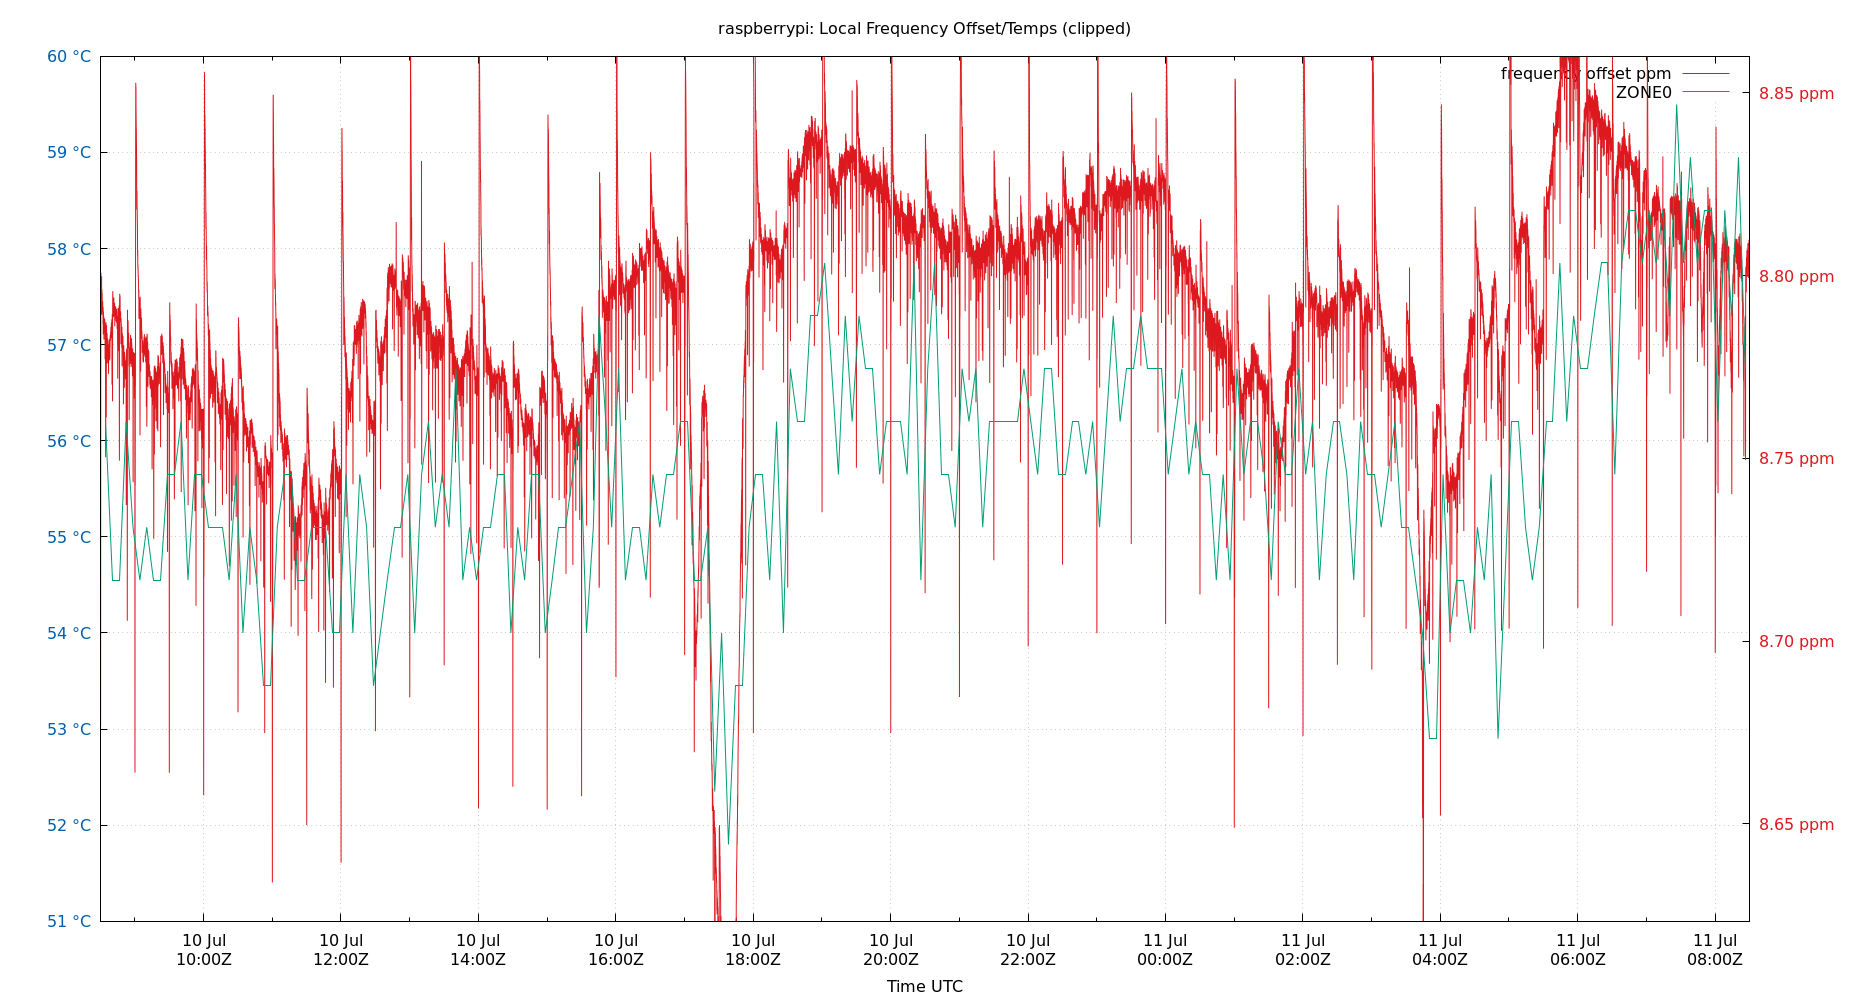 raspberrypi: Local Frequency Offset/Temps (clipped)
60 °C
59 °C
58 °C
57 °C
56 °C
55 °C
54 °C
53 °C
52 °C
51 °C
frequency offset ppm
ZONE0
8.85 ppm
8.80 ppm
8.75 ppm
8.70 ppm
8.65 ppm
10 Jul 10 Jul 10 Jul 10 Jul 10 Jul 10 Jul 10 Jul 11 Jul 11 Jul 11 Jul 11 Jul 11 Jul
10:00Z 12:00Z 14:00Z 16:00Z 18:00Z 20:00Z 22:00Z 00:00Z 02:00Z 04:00Z 06:00Z 08:00Z
Time UTC